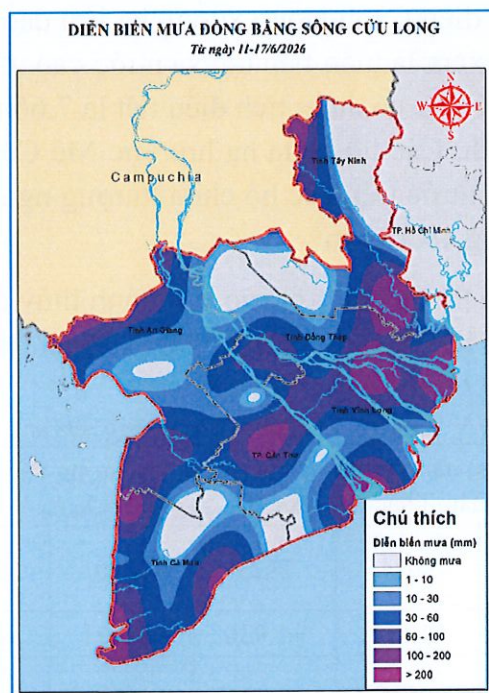 DIỄN BIẾN MƯA ĐỒNG BẰNG SÔNG CỬU LONG
Từ ngày 11-17/6/2026
N
W
E
S
Campuchia
Tỉnh Tây Ninh
TP. Hồ Chí Minh
Tỉnh An Giang
Tỉnh Đồng Tháp
Tỉnh Vĩnh Long
TP. Cần Thơ
Tỉnh Cà Mau
Chú thích
Diễn biến mưa (mm)
Không mưa
1 - 10
10 - 30
30 - 60
60 - 100
100 - 200
> 200